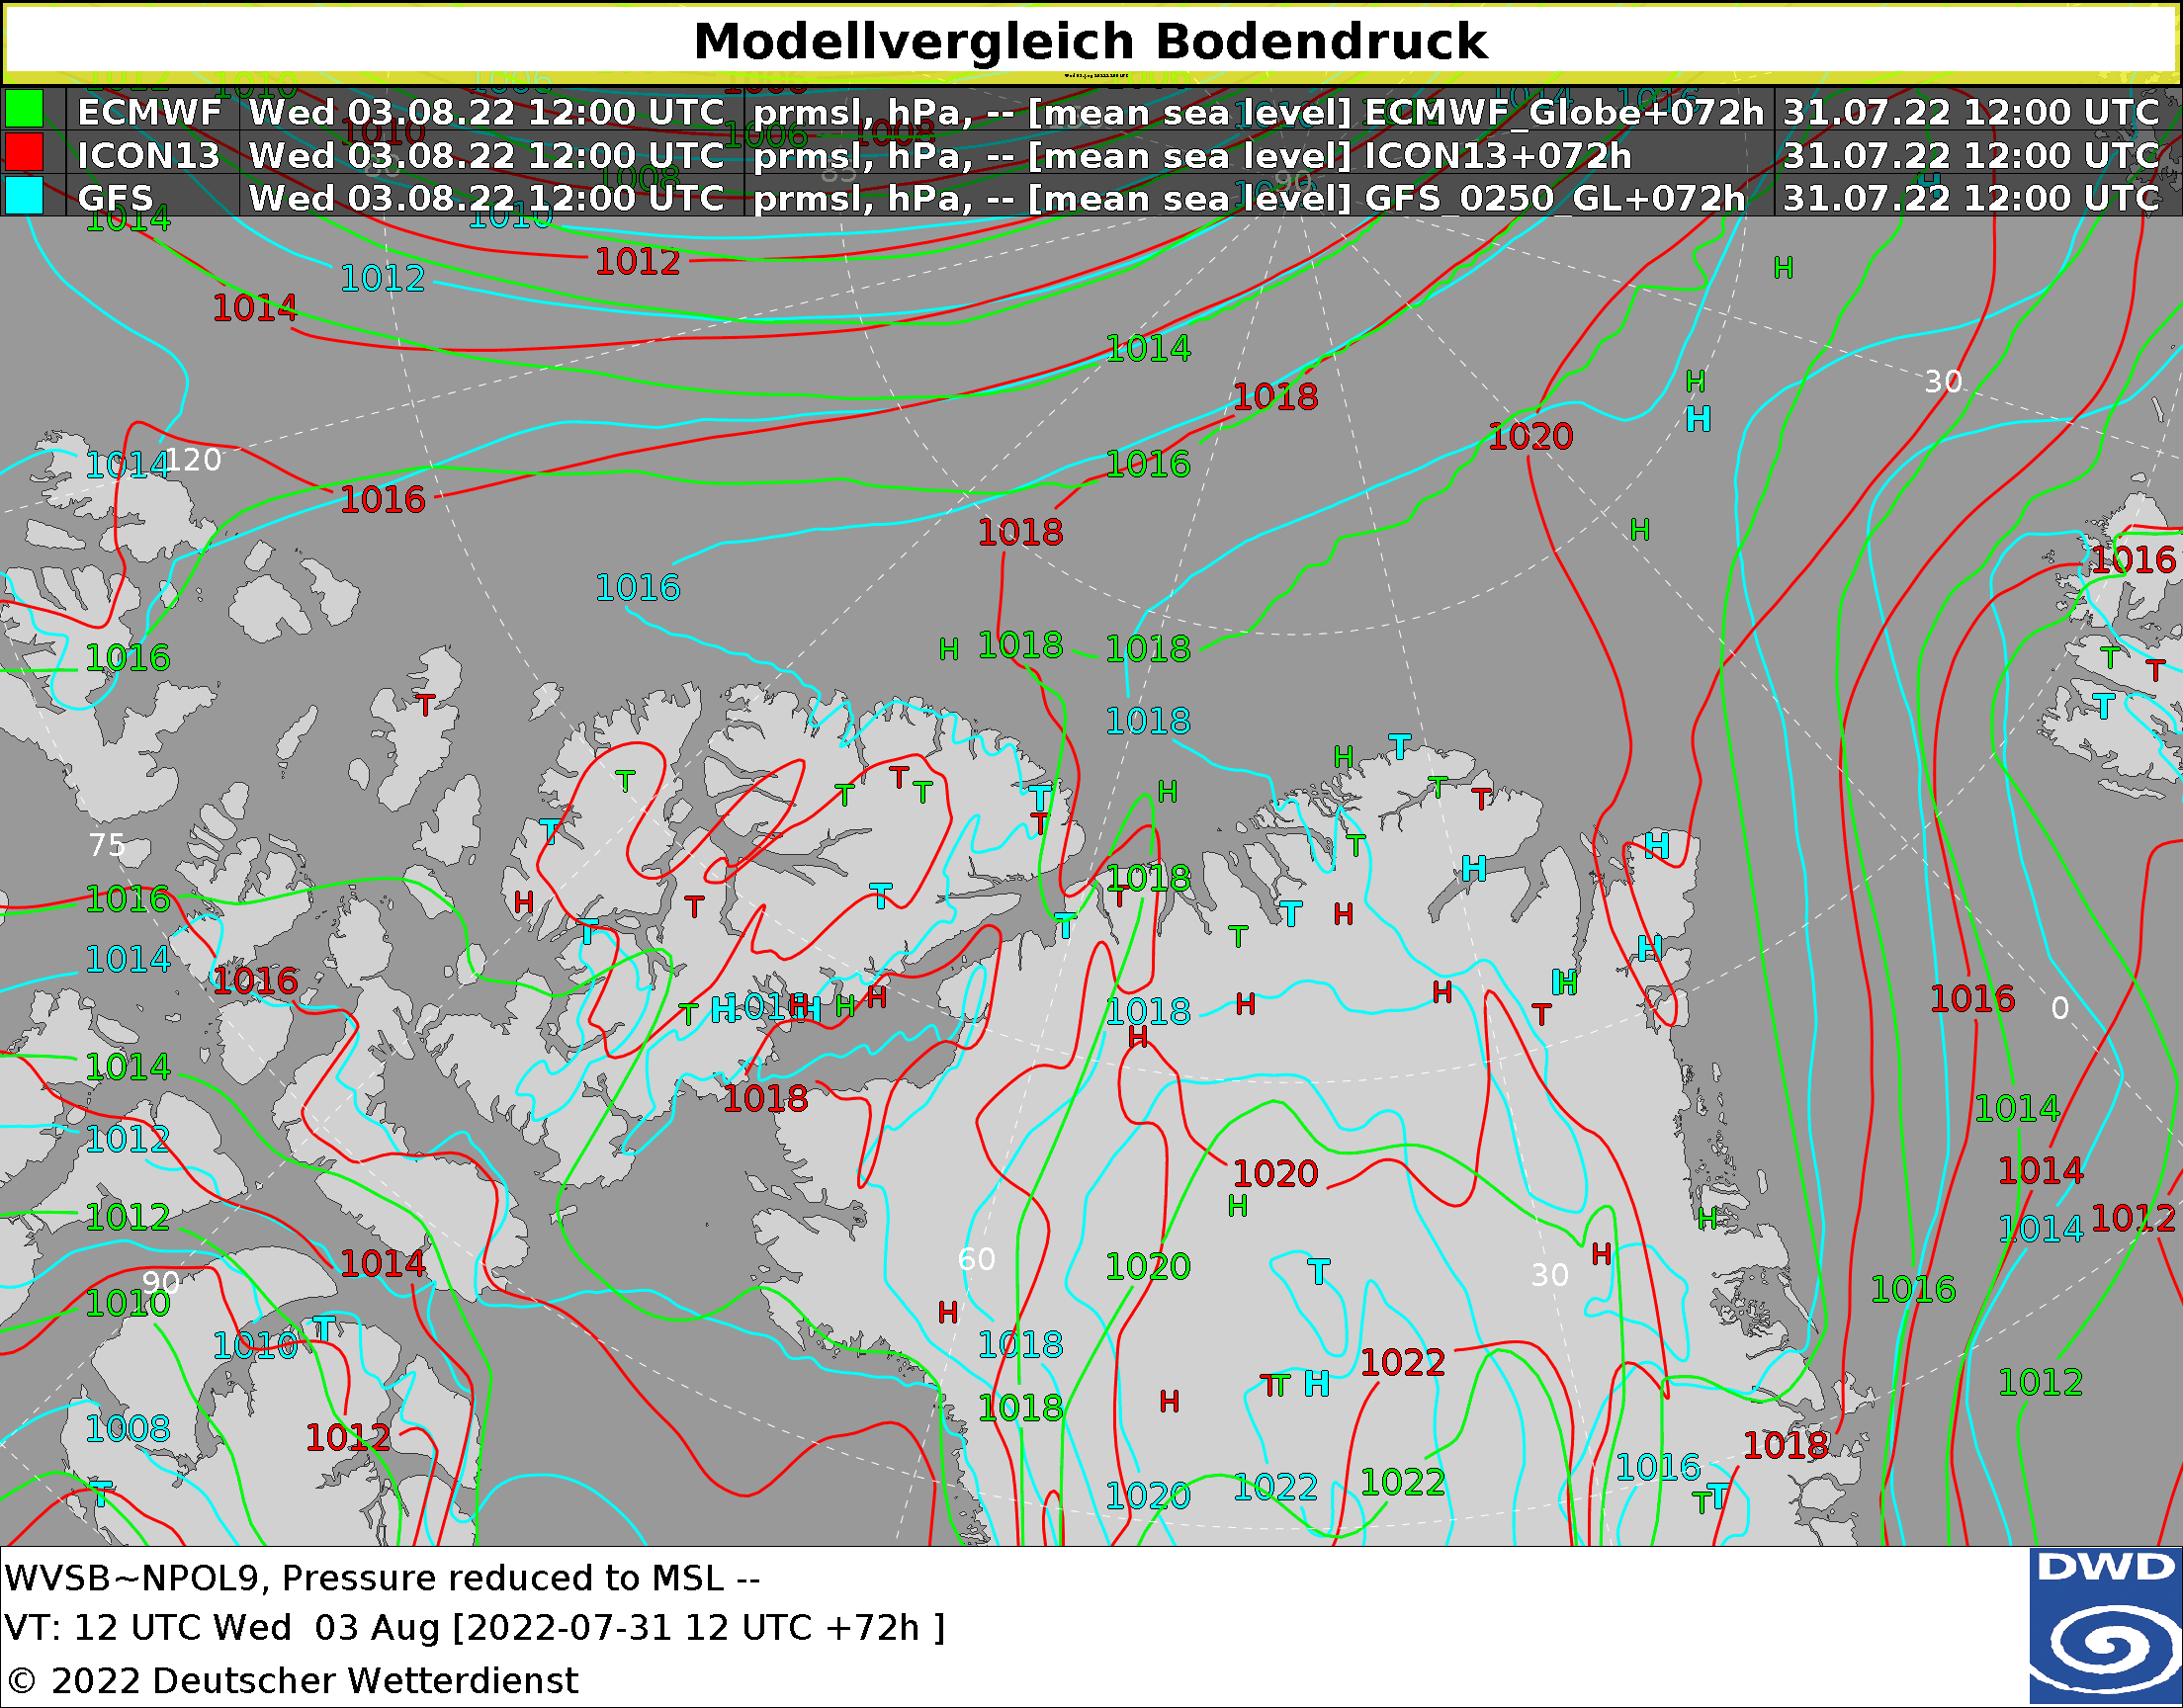 Modellvergleich Bodendruck
ECMWF Wed 03.08.22 12:00 UTC prmsl, hPa, -- [mean sea level] ECMWF_Globe+072h 31.07.22 12:00 UTC
ICON13 Wed 03.08.22 12:00 UTC prmsl, hPa, -- [mean sea level] ICON13+072h 31.07.22 12:00 UTC
GFS Wed 03.08.22 12:00 UTC prmsl, hPa, -- [mean sea level] GFS_0250_GL+072h 31.07.22 12:00 UTC
1014 1010
1012
1012
H
1014
1014
H 30
1018
H
1020
1014 120
1016
1016
H
1018
1016
1016
1016 H 1018 1018
T
T
T
T
1018
H T
T T T T H T T T
T T
75
T T H
H H
1016 H T T 1018 T
T H T
1014 T T T H
1016 H H
T H 1016 H H H H H 1018 H H T 1016 0
H
1014
1018
1014
1012
1020 1014
1012 H H 1012
1014
1014 60 T 30 H
90 1020
1010 1016
1010 T H 1018
1022
T T H 1012
H
1018
1008 1012 1018
1016
T 1020 1022 1022 T T
WVSB~NPOL9, Pressure reduced to MSL --
VT: 12 UTC Wed 03 Aug [2022-07-31 12 UTC +72h ]
© 2022 Deutscher Wetterdienst
DWD